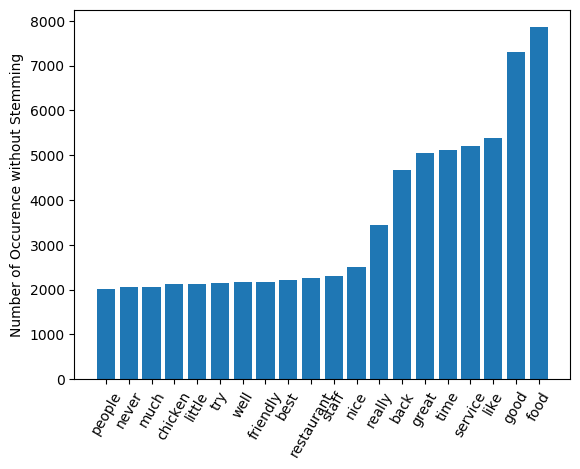 Number of Occurence without Stemming
8000
7000
6000
5000
4000
3000
2000
1000
0
people
never
much
chicken
little
try
well
friendly
best
restaurant
staff
nice
really
back
great
time
service
like
good
food